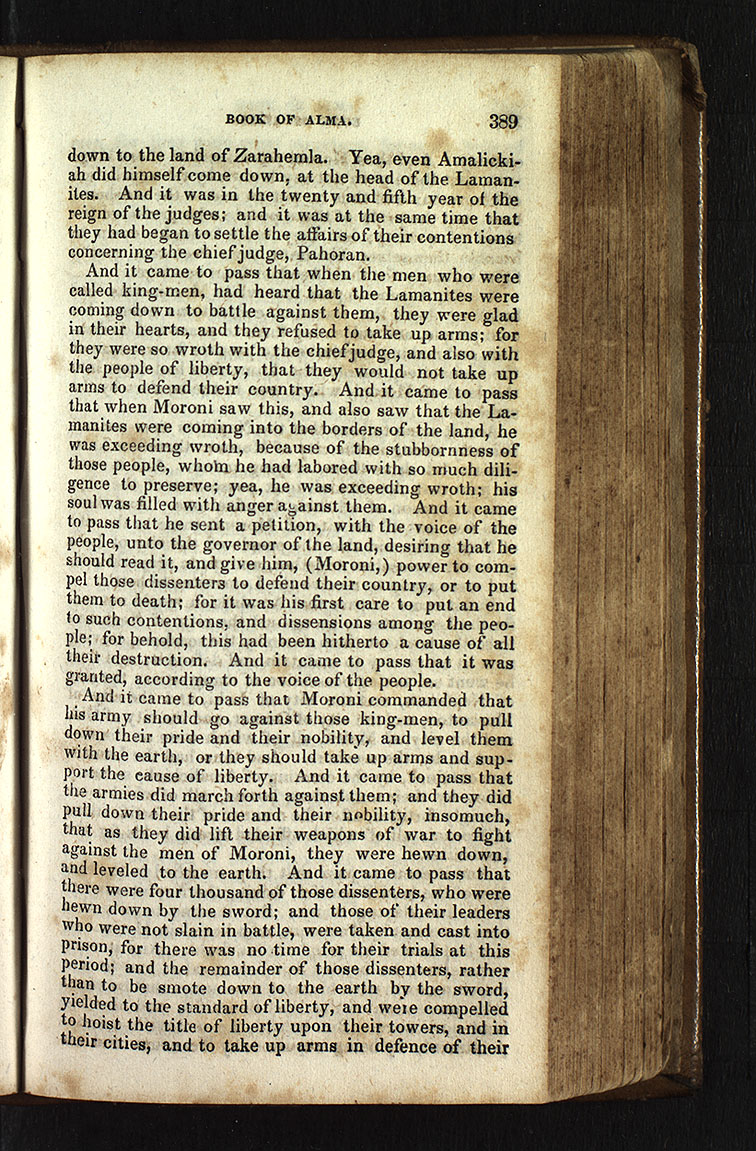 BOOK OF ALMA. 389
down to the land of Zarahemla. Yea, even Amalicki-
ah did himself come down, at the head of the Laman-
ites. And it was in the twenty and fifth year of the
reign of the judges; and it was at the same time that
they had began to settle the affairs of their contentions
concerning the chief judge, Pahoran.
And it came to pass that when the men who were
called king-men, had heard that the Lamanites were
coming down to battle against them, they were glad
in their hearts, and they refused to take up arms; for
they were so wroth with the chief judge, and also with
the people of liberty, that they would not take up
arms to defend their country. And it came to pass
that when Moroni saw this, and also saw that the La-
manites were coming into the borders of the land, he
was exceeding wroth, because of the stubbornness of
those people, whom he had labored with so much dili-
gence to preserve; yea, he was exceeding wroth; his
soul was filled with anger against them. And it came
to pass that he sent a petition, with the voice of the
people, unto the governor of the land, desiring that he
should read it, and give him, (Moroni,) power to com-
pel those dissenters to defend their country, or to put
them to death; for it was his first care to put an end
to such contentions, and dissensions among the peo-
ple; for behold, this had been hitherto a cause of all
their destruction. And it came to pass that it was
granted, according to the voice of the people.
And it came to pass that Moroni commanded that
his army should go against those king-men, to pull
down their pride and their nobility, and level them
with the earth, or they should take up arms and sup-
port the cause of liberty. And it came to pass that
the armies did march forth against them; and they did
pull down their pride and their nobility, insomuch,
that as they did lift their weapons of war to fight
against the men of Moroni, they were hewn down,
and leveled to the earth. And it came to pass that
there were four thousand of those dissenters, who were
hewn down by the sword; and those of their leaders
who were not slain in battle, were taken and cast into
prison, for there was no time for their trials at this
period; and the remainder of those dissenters, rather
than to be smote down to the earth by the sword,
yielded to the standard of liberty, and were compelled
to hoist the title of liberty upon their towers, and in
their cities, and to take up arms in defence of their